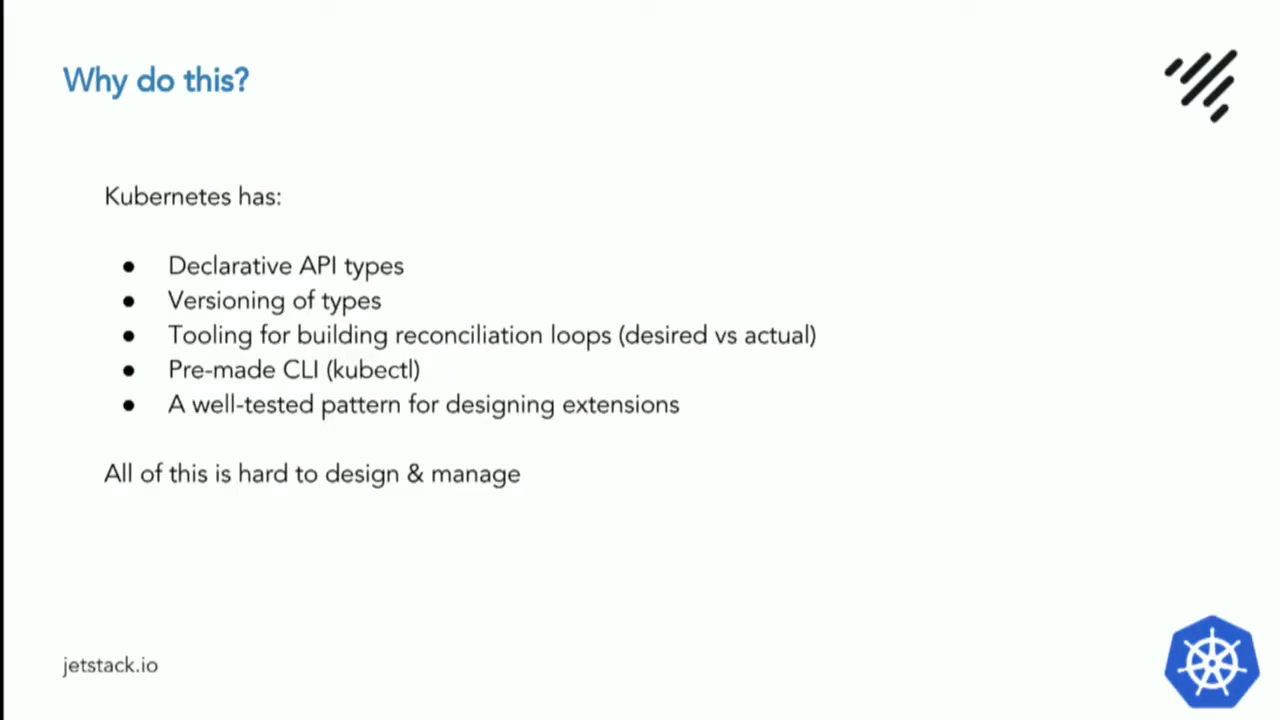 Why do this?
Kubernetes has:
● Declarative API types
● Versioning of types
● Tooling for building reconciliation loops (desired vs actual)
● Pre-made CLI (kubectl)
● A well-tested pattern for designing extensions
All of this is hard to design & manage
jetstack.io